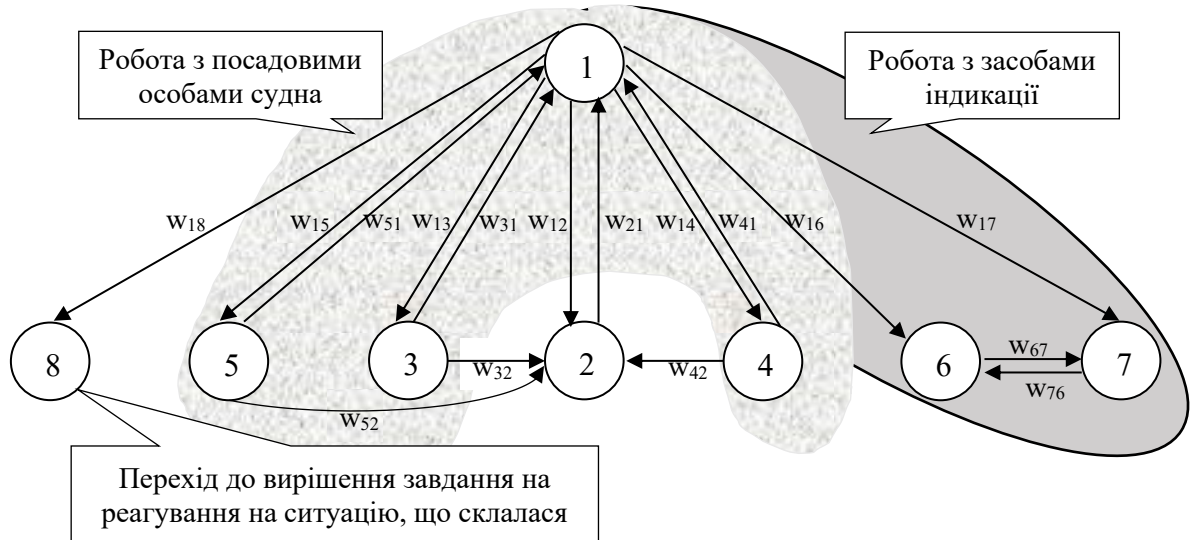 Робота з посадовими
особами судна
1
Робота з засобами
індикації
w18
w15
w51
w13
w31
w12
w21
w14
w41
w16
w17
8
5
3
w32
2
w42
4
6
w67
w76
7
w52
Перехід до вирішення завдання на
реагування на ситуацію, що склалася